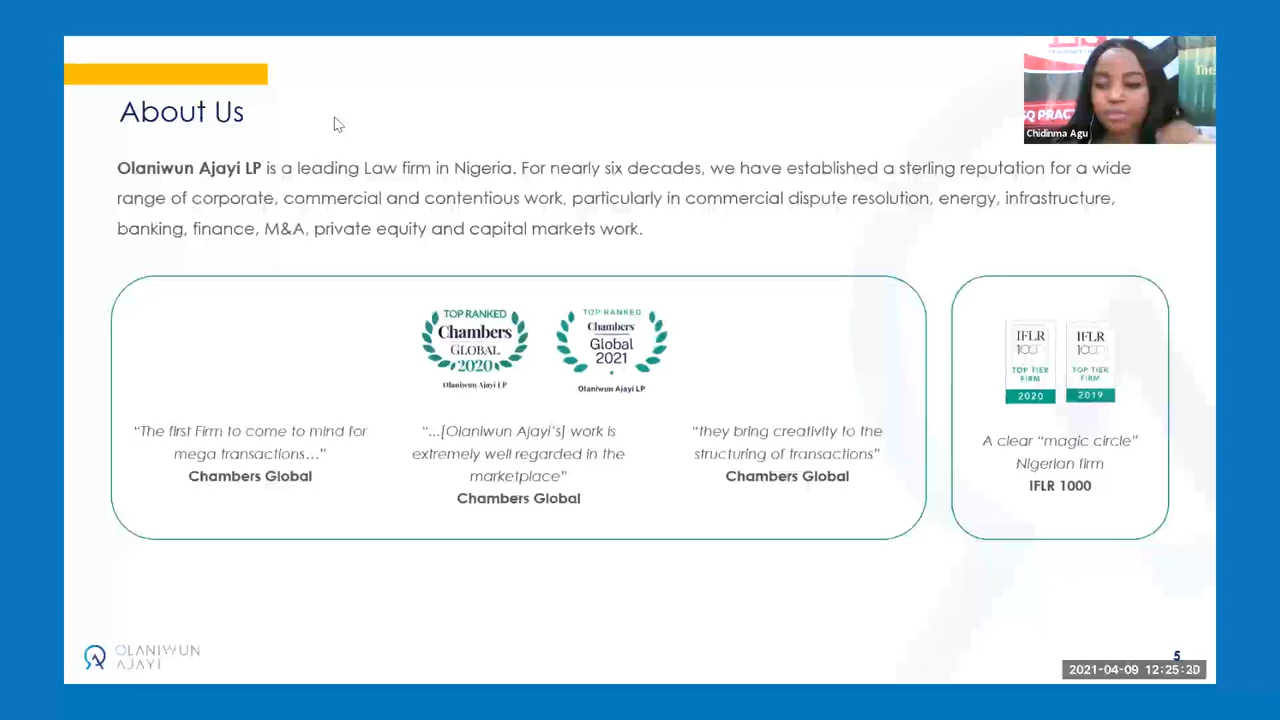 About Us
Chidinma Agu
Olaniwun Ajayi LP is a leading Law firm in Nigeria. For nearly six decades, we have established a sterling reputation for a wide
range of corporate, commercial and contentious work, particularly in commercial dispute resolution, energy, infrastructure,
banking, finance, M&A, private equity and capital markets work.
TOP RANKED
Chambers
GLOBAL
2020
Olaniwun Ajayi LP
TOP RANKED
Chambers
Global
2021
Olaniwun Ajayi LP
IFLR
TOP TIER
FIRM
2020
IFLR
TOP TIER
FIRM
2019
“The first Firm to come to mind for
mega transactions...”
Chambers Global
“...[Olaniwun Ajayi’s] work is
extremely well regarded in the
marketplace”
Chambers Global
“they bring creativity to the
structuring of transactions”
Chambers Global
A clear “magic circle”
Nigerian firm
IFLR 1000
OLANIWUN
AJAYI
5
2021-04-09 12:25:20